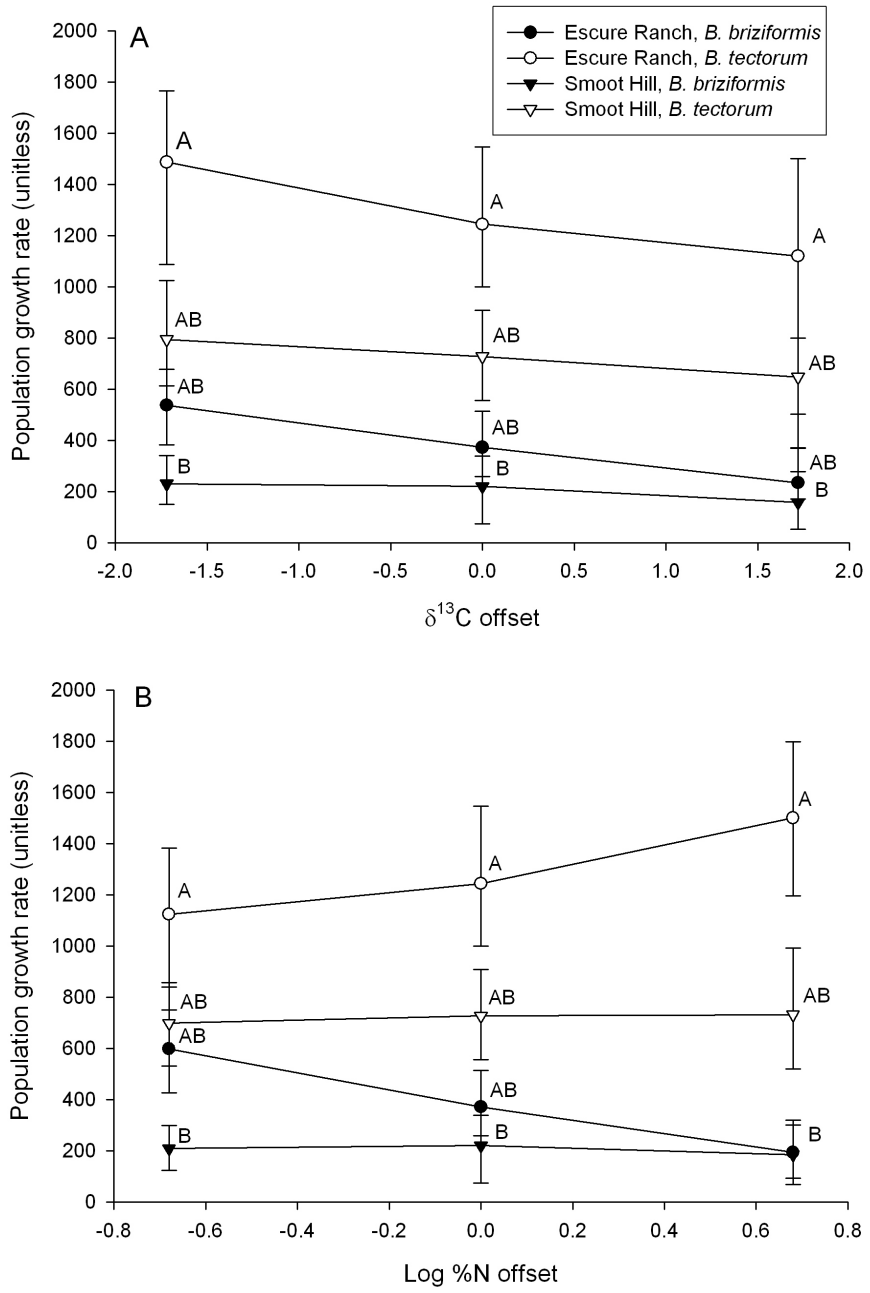 A
Escure Ranch, B. briziformis
Escure Ranch, B. tectorum
Smoot Hill, B. briziformis
Smoot Hill, B. tectorum
Population growth rate (unitless)
2000
1800
1600
1400
1200
1000
800
600
400
200
0
A
A
A
AB
AB
AB
AB
AB
AB
B
B
B
-2.0 -1.5 -1.0 -0.5 0.0 0.5 1.0 1.5 2.0
δ¹³C offset
B
Population growth rate (unitless)
2000
1800
1600
1400
1200
1000
800
600
400
200
0
A
A
A
AB
AB
AB
AB
AB
B
B
B
-0.8 -0.6 -0.4 -0.2 0.0 0.2 0.4 0.6 0.8
Log %N offset